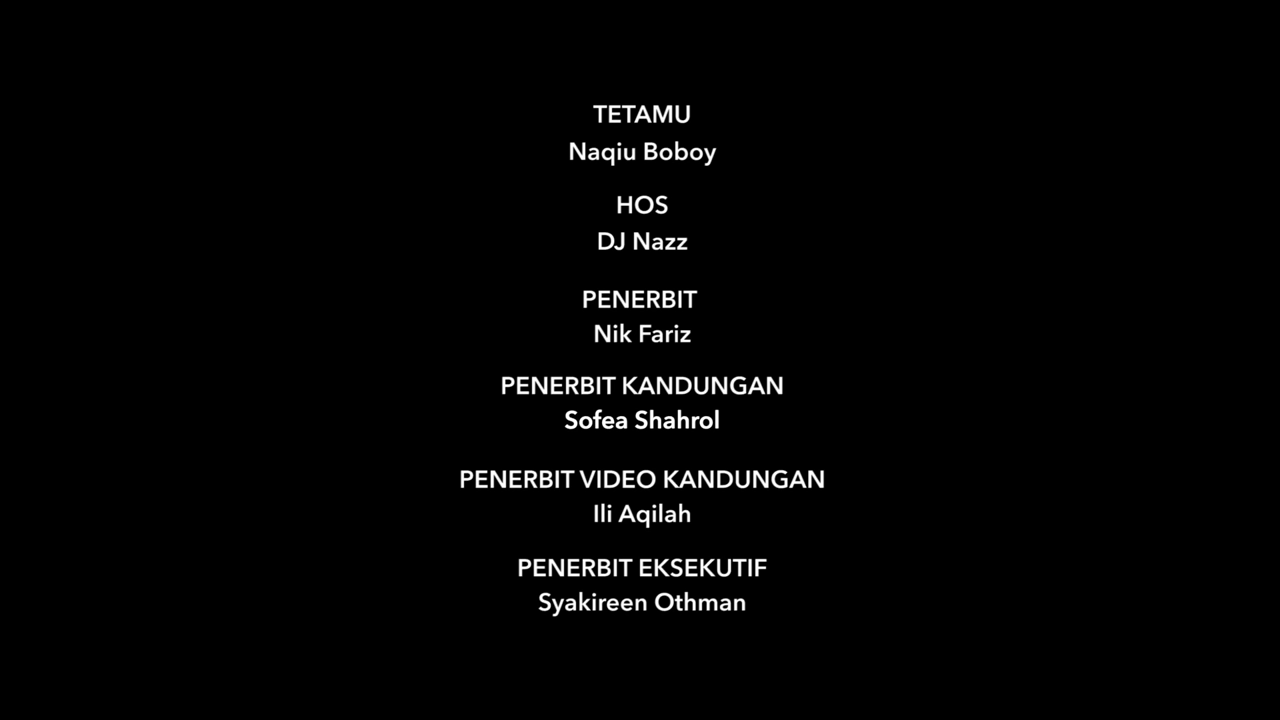 TETAMU
Naqiu Boboy
HOS
DJ Nazz
PENERBIT
Nik Fariz
PENERBIT KANDUNGAN
Sofea Shahrol
PENERBIT VIDEO KANDUNGAN
Ili Aqilah
PENERBIT EKSEKUTIF
Syakireen Othman